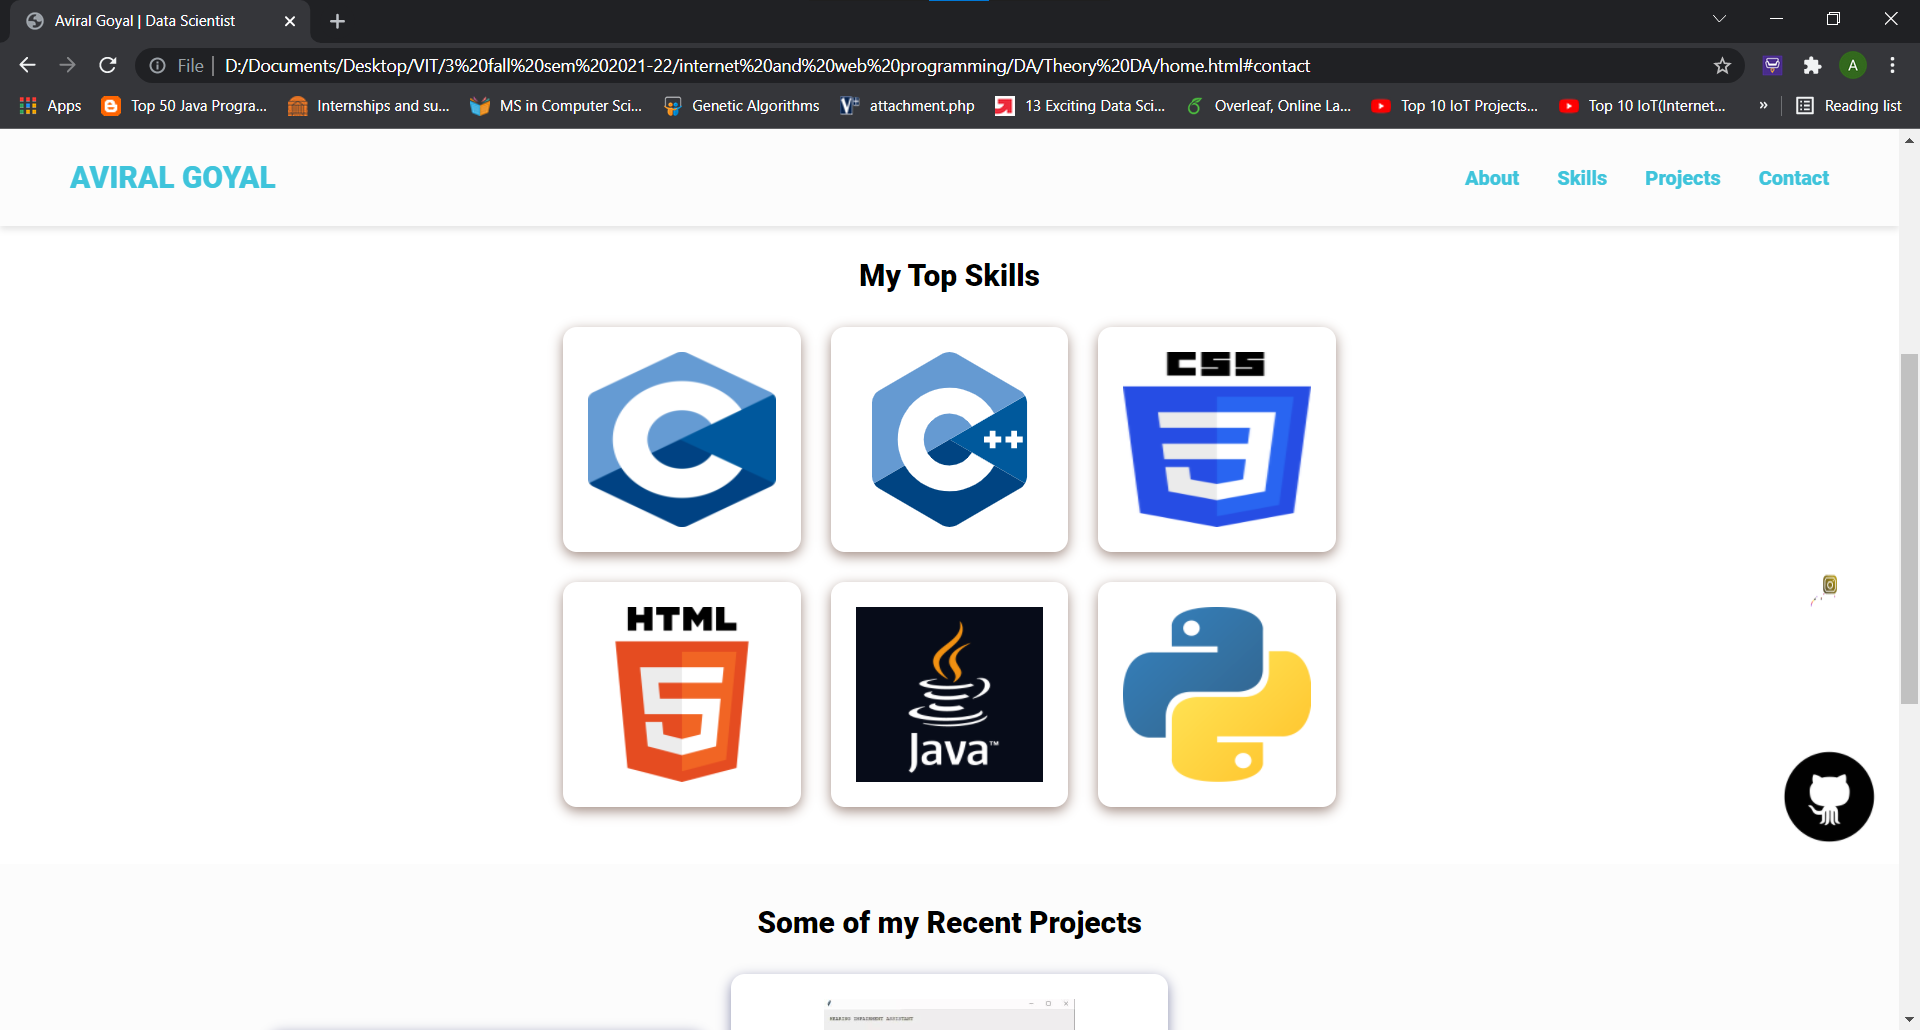 Aviral Goyal | Data Scientist
File | D:/Documents/Desktop/VIT/3%20fall%20sem%202021-22/internet%20and%20web%20programming/DA/Theory%20DA/home.html#contact
A
Apps Top 50 Java Progra... Internships and su... MS in Computer Sci... Genetic Algorithms attachment.php 13 Exciting Data Sci... Overleaf, Online La... Top 10 IoT Projects... Top 10 IoT(Internet... » Reading list
AVIRAL GOYAL
About Skills Projects Contact
My Top Skills
C
C++
CSS
3
HTML
5
Java™
Some of my Recent Projects
HEARING IMPAIRMENT ASSISTANT